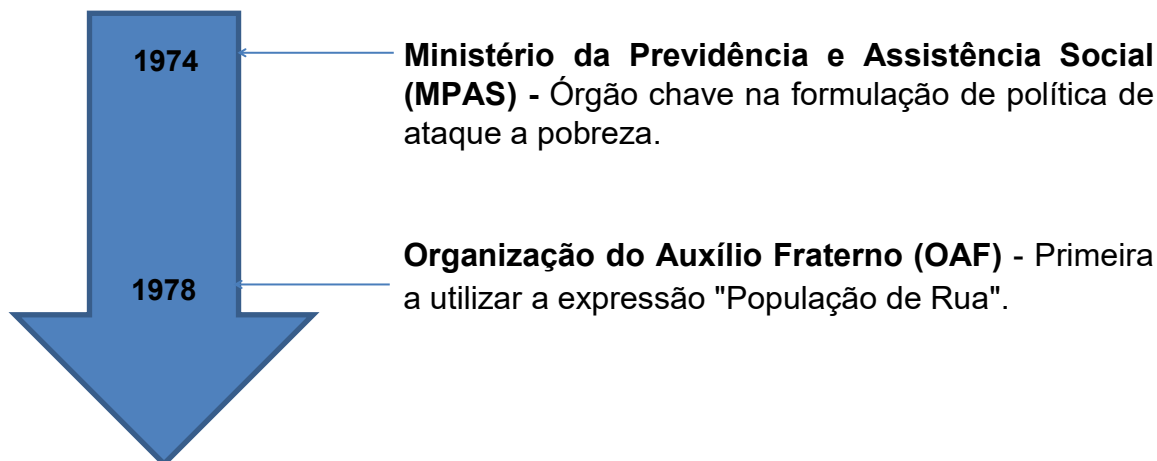 1974
Ministério da Previdência e Assistência Social
(MPAS) - Órgão chave na formulação de política de
ataque a pobreza.
1978
Organização do Auxílio Fraterno (OAF) - Primeira
a utilizar a expressão "População de Rua".